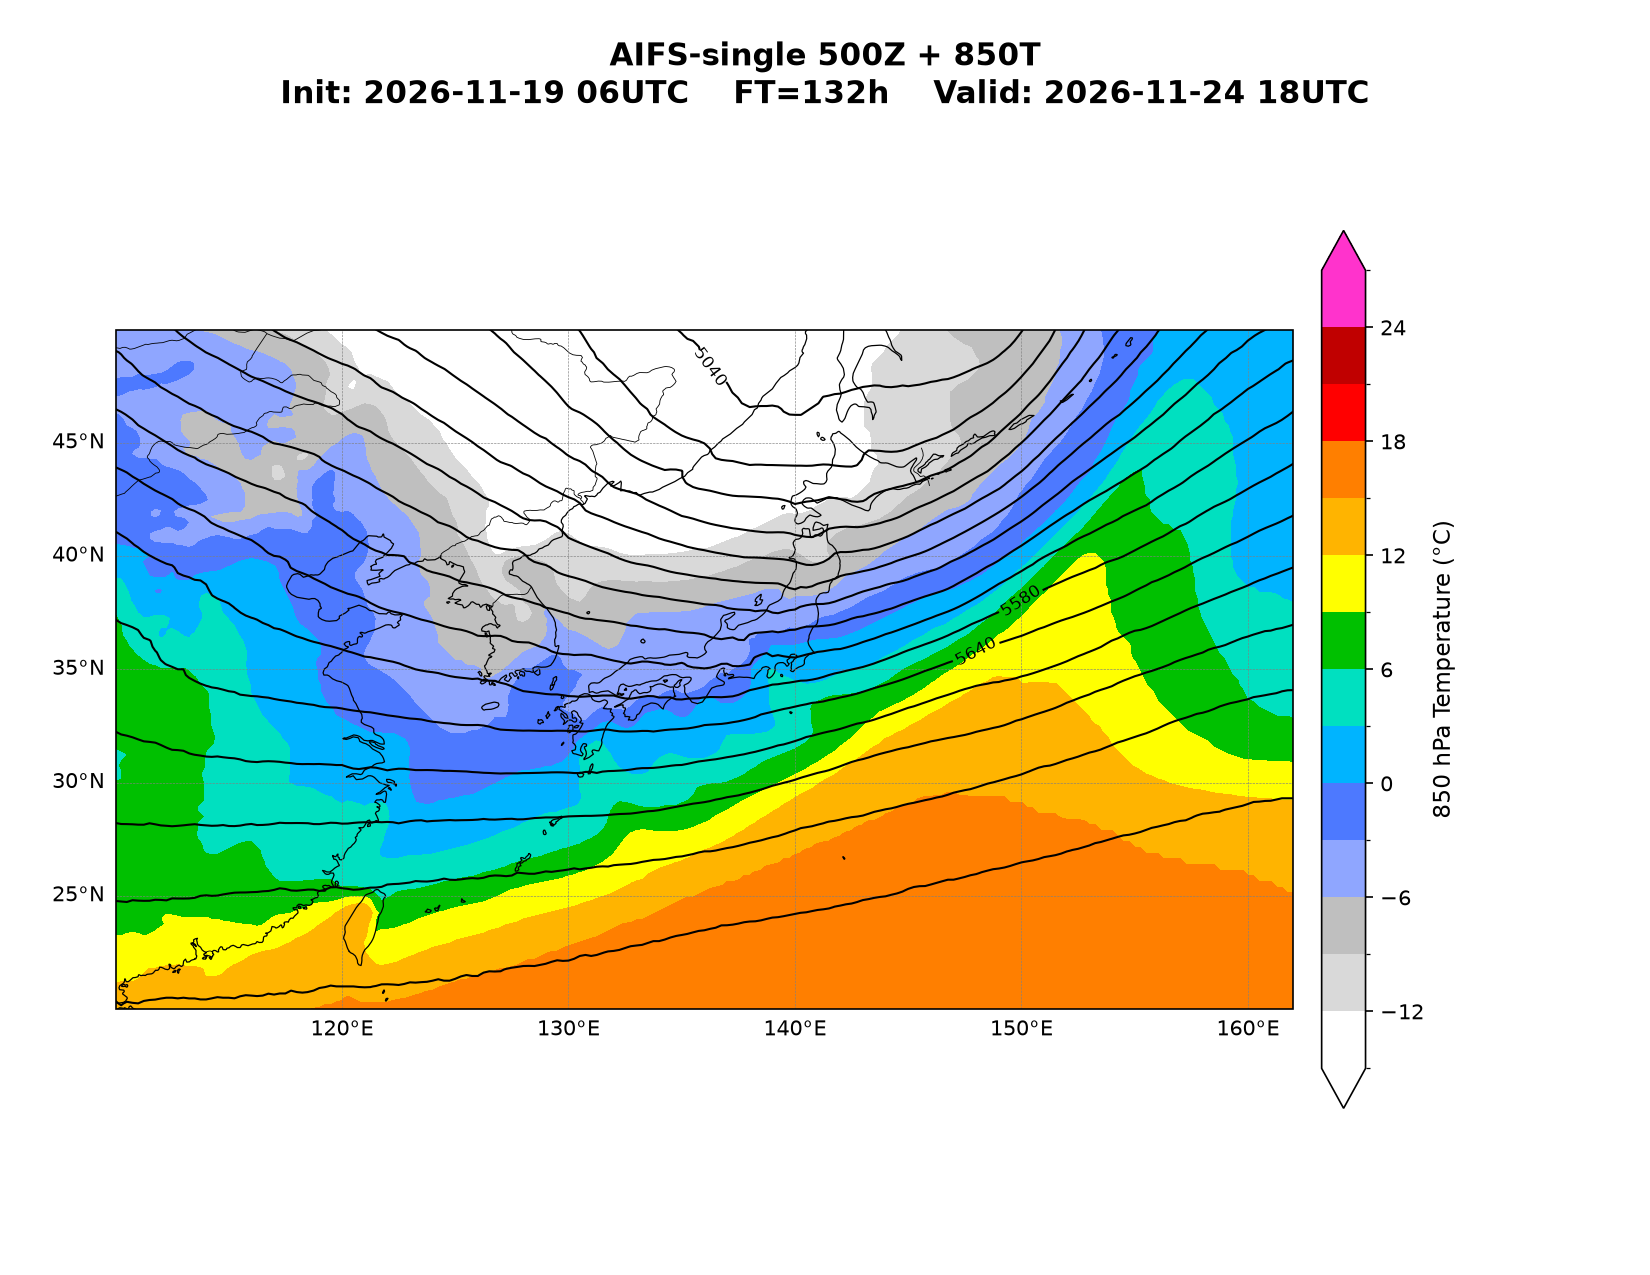 AIFS-single 500Z + 850T
Init: 2026-11-19 06UTC    FT=132h    Valid: 2026-11-24 18UTC
5040
5580
5640
45°N
40°N
35°N
30°N
25°N
120°E
130°E
140°E
150°E
160°E
24
18
12
6
0
−6
−12
850 hPa Temperature (°C)